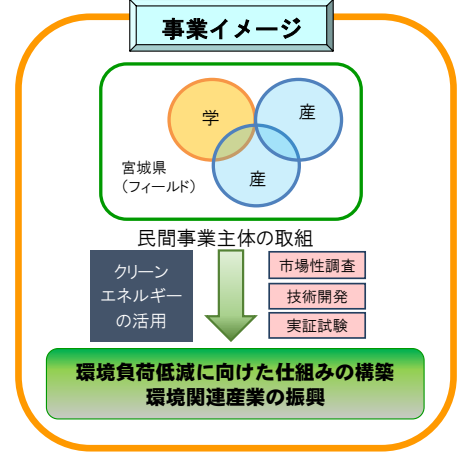 事業イメージ
学
産
産
宮城県
（フィールド）
民間事業主体の取組
クリーン
エネルギー
の活用
市場性調査
技術開発
実証試験
環境負荷低減に向けた仕組みの構築
環境関連産業の振興